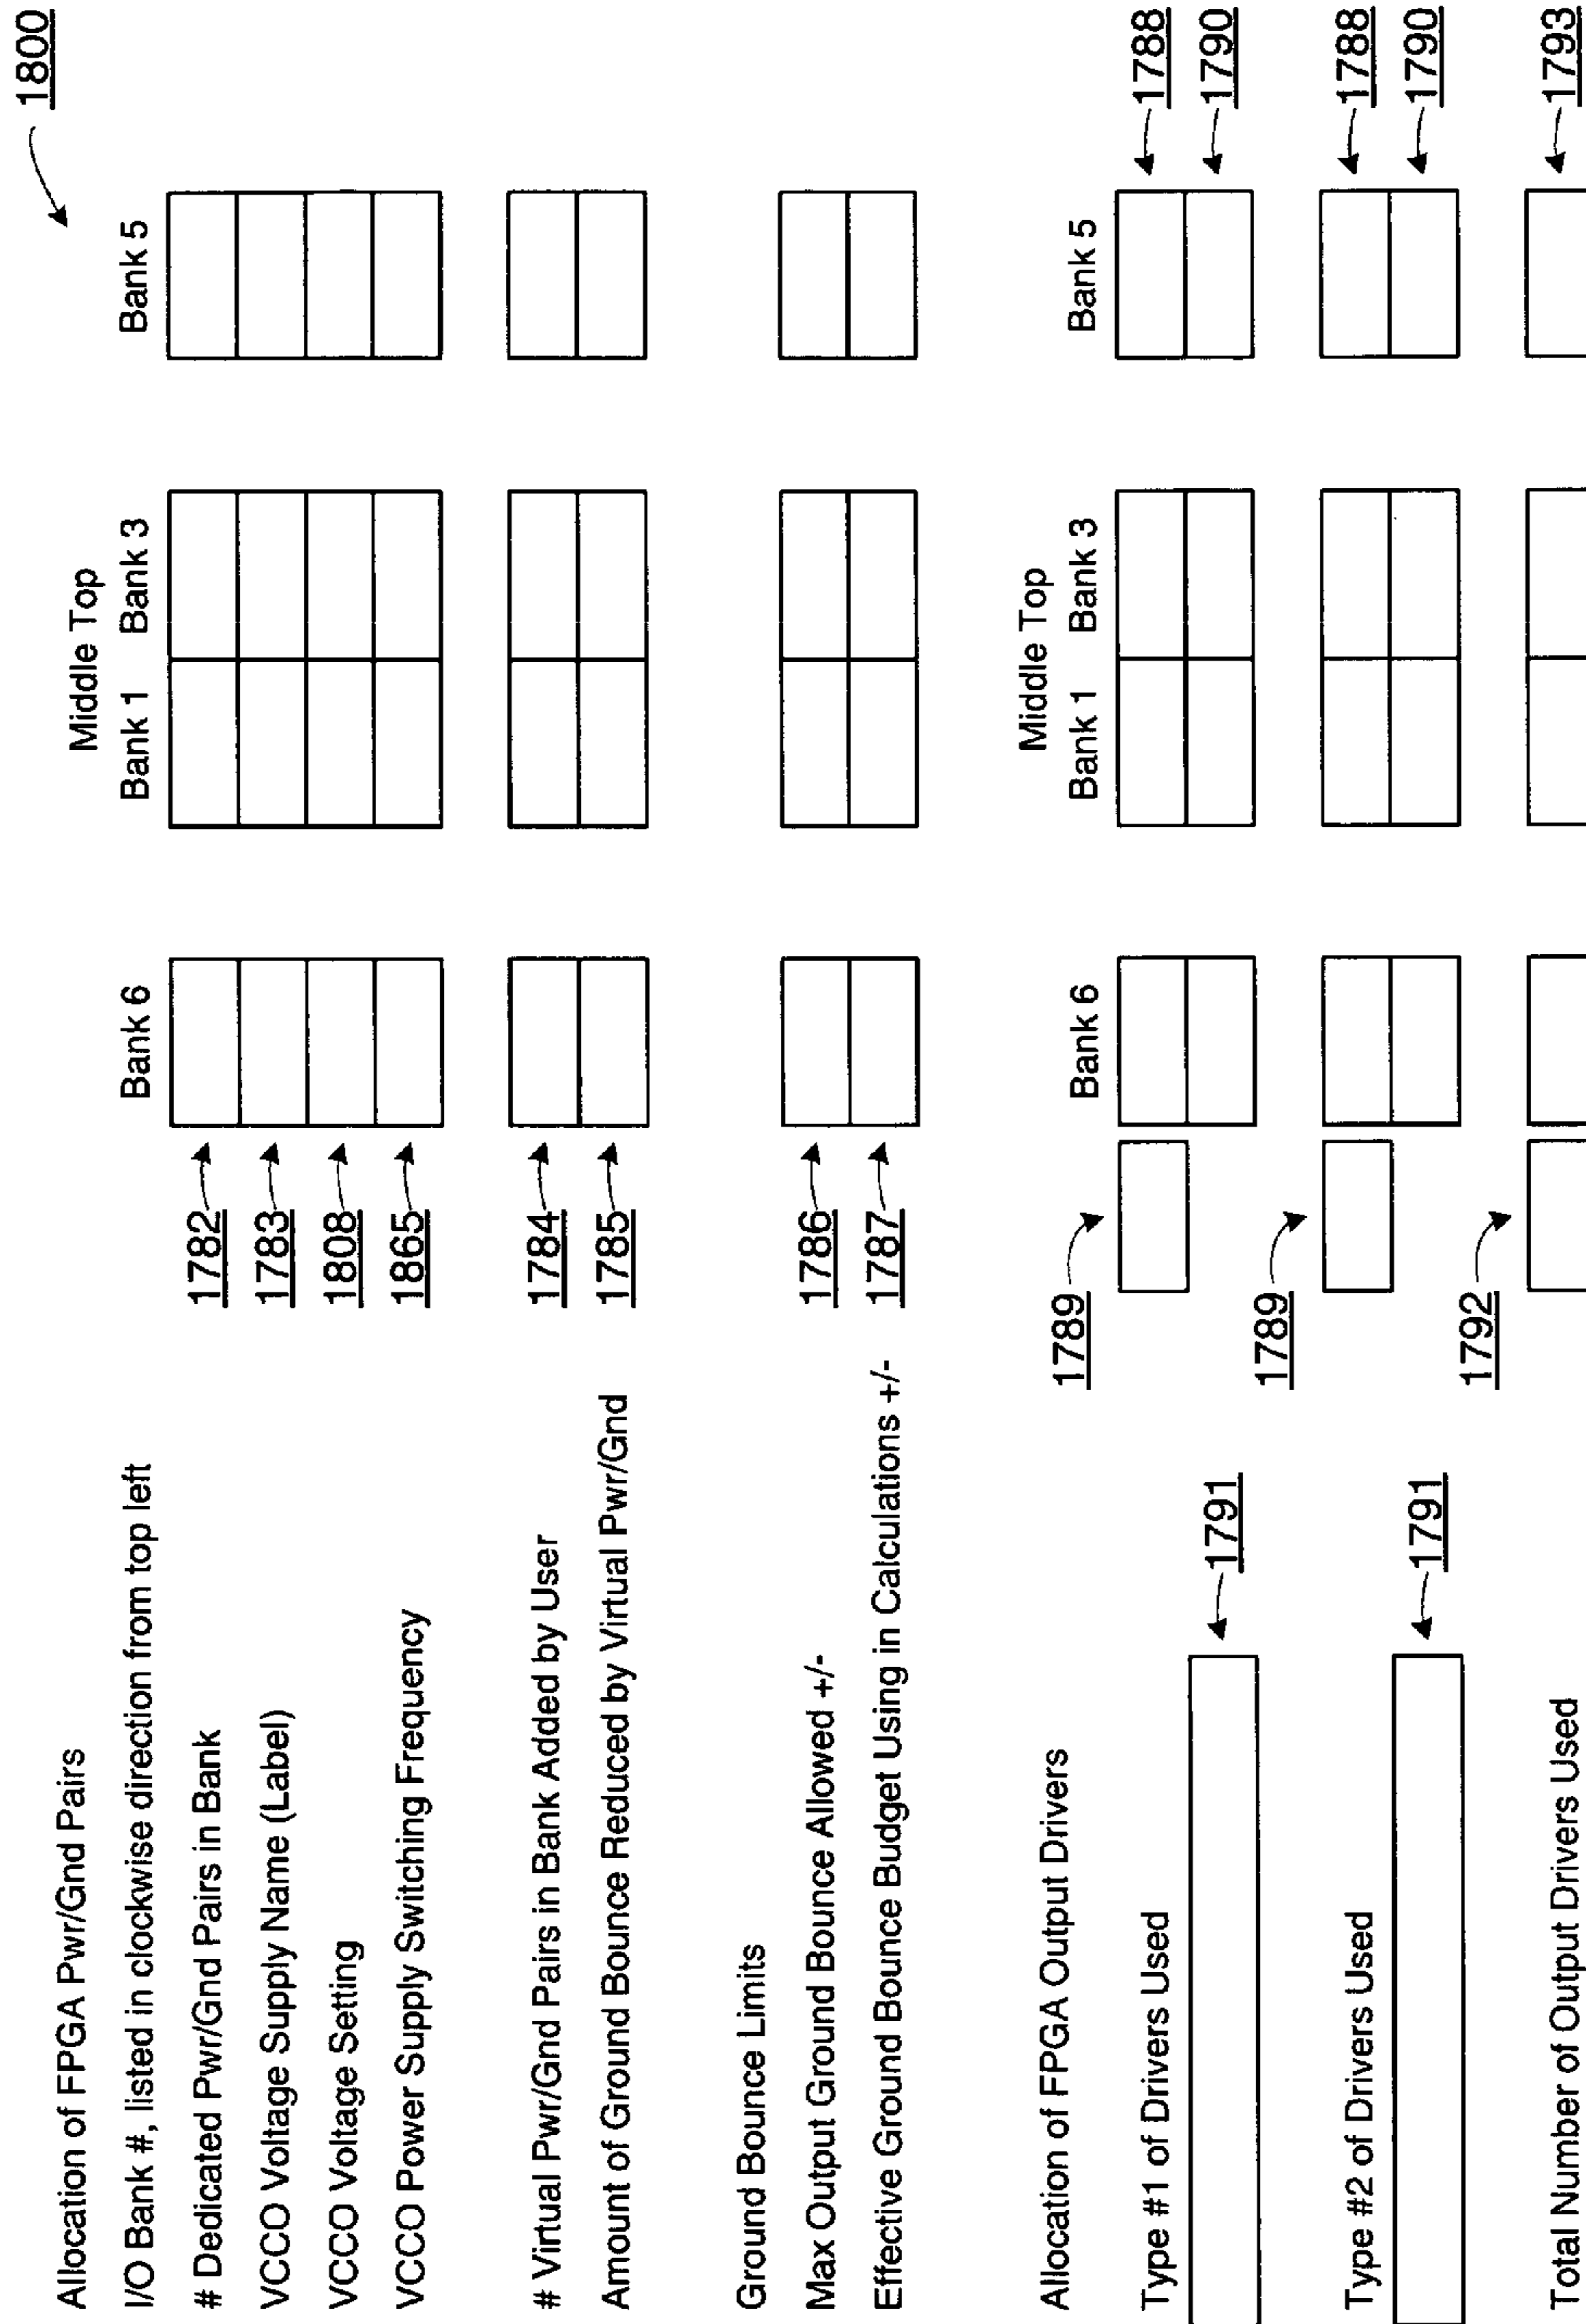 1800
Middle Top
Allocation of FPGA Pwr/Gnd Pairs
I/O Bank #, listed in clockwise direction from top left
Bank 6 Bank 1 Bank 3 Bank 5
# Dedicated Pwr/Gnd Pairs in Bank 1782
VCCO Voltage Supply Name (Label) 1783
VCCO Voltage Setting 1808
VCCO Power Supply Switching Frequency 1865
# Virtual Pwr/Gnd Pairs in Bank Added by User 1784
Amount of Ground Bounce Reduced by Virtual Pwr/Gnd 1785
Ground Bounce Limits
Max Output Ground Bounce Allowed +/- 1786
Effective Ground Bounce Budget Using in Calculations +/- 1787
Middle Top
Allocation of FPGA Output Drivers
1789 Bank 6 Bank 1 Bank 3 Bank 5
Type #1 of Drivers Used 1788
1791 1790
1789
Type #2 of Drivers Used 1788
1791 1790
1792
Total Number of Output Drivers Used 1793